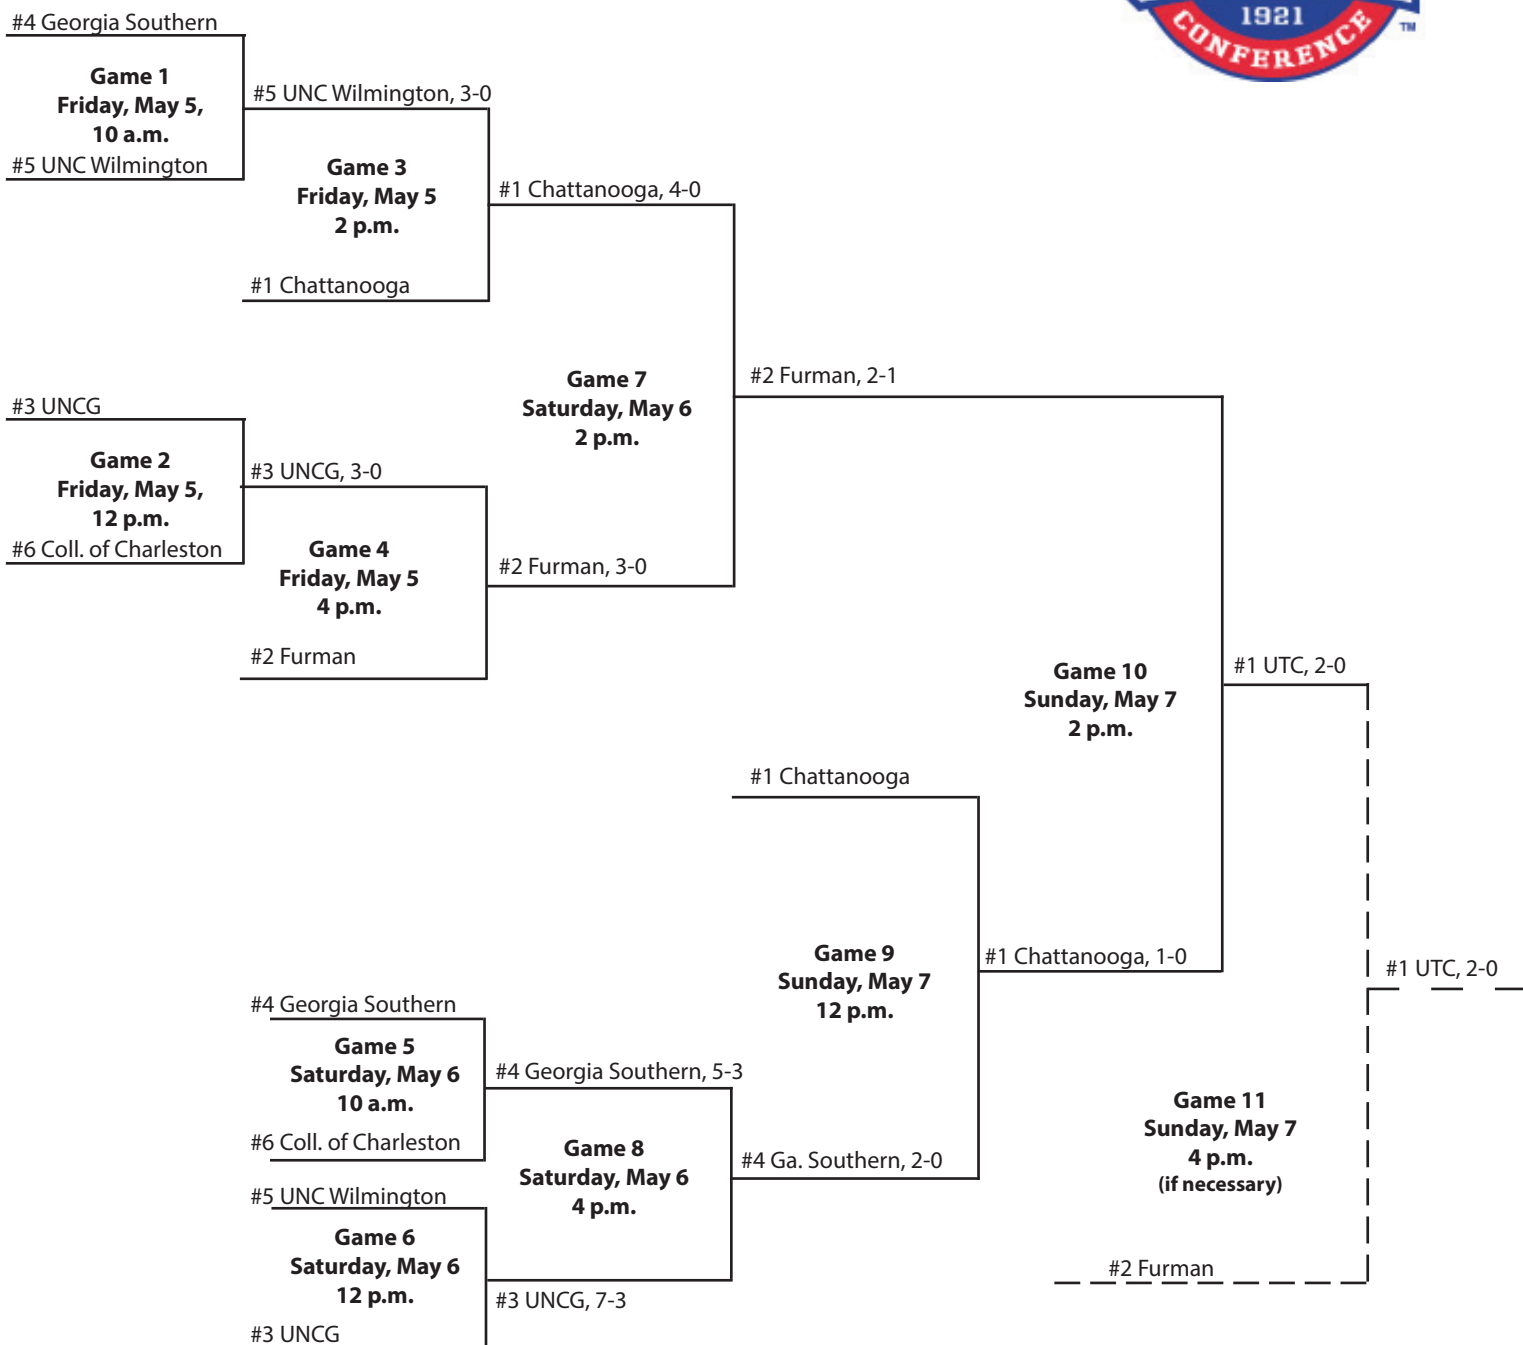 1921
CONFERENCE
TM
#4 Georgia Southern
Game 1
Friday, May 5,
10 a.m.
#5 UNC Wilmington
#5 UNC Wilmington, 3-0
Game 3
Friday, May 5
2 p.m.
#1 Chattanooga
#1 Chattanooga, 4-0
#3 UNCG
Game 2
Friday, May 5,
12 p.m.
#6 Coll. of Charleston
#3 UNCG, 3-0
Game 4
Friday, May 5
4 p.m.
#2 Furman
#2 Furman, 3-0
Game 7
Saturday, May 6
2 p.m.
#2 Furman, 2-1
Game 10
Sunday, May 7
2 p.m.
#1 UTC, 2-0
#1 Chattanooga
Game 9
Sunday, May 7
12 p.m.
#1 Chattanooga, 1-0
#1 UTC, 2-0
#4 Georgia Southern
Game 5
Saturday, May 6
10 a.m.
#6 Coll. of Charleston
#4 Georgia Southern, 5-3
Game 8
Saturday, May 6
4 p.m.
#4 Ga. Southern, 2-0
#5 UNC Wilmington
Game 6
Saturday, May 6
12 p.m.
#3 UNCG
#3 UNCG, 7-3
Game 11
Sunday, May 7
4 p.m.
(if necessary)
#2 Furman